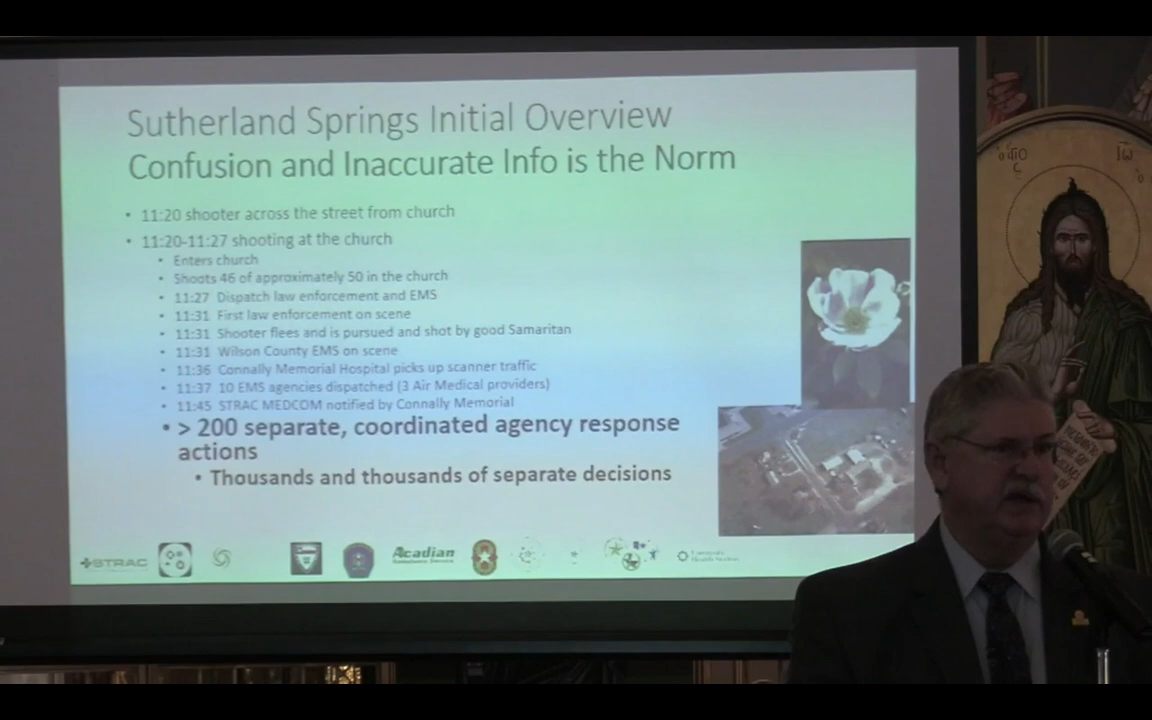 Sutherland Springs Initial Overview
Confusion and Inaccurate Info is the Norm
• 11:20 shooter across the street from church
• 11:20-11:27 shooting at the church
• Enters church
• Shoots 46 of approximately 50 in the church
• 11:27 Dispatch law enforcement and EMS
• 11:31 First law enforcement on scene
• 11:31 Shooter flees and is pursued and shot by good Samaritan
• 11:31 Wilson County EMS on scene
• 11:36 Connally Memorial Hospital picks up scanner traffic
• 11:37 10 EMS agencies dispatched (3 Air Medical providers)
• 11:45 STRAC MEDCOM notified by Connally Memorial
• > 200 separate, coordinated agency response
actions
• Thousands and thousands of separate decisions
STRAC
Acadian